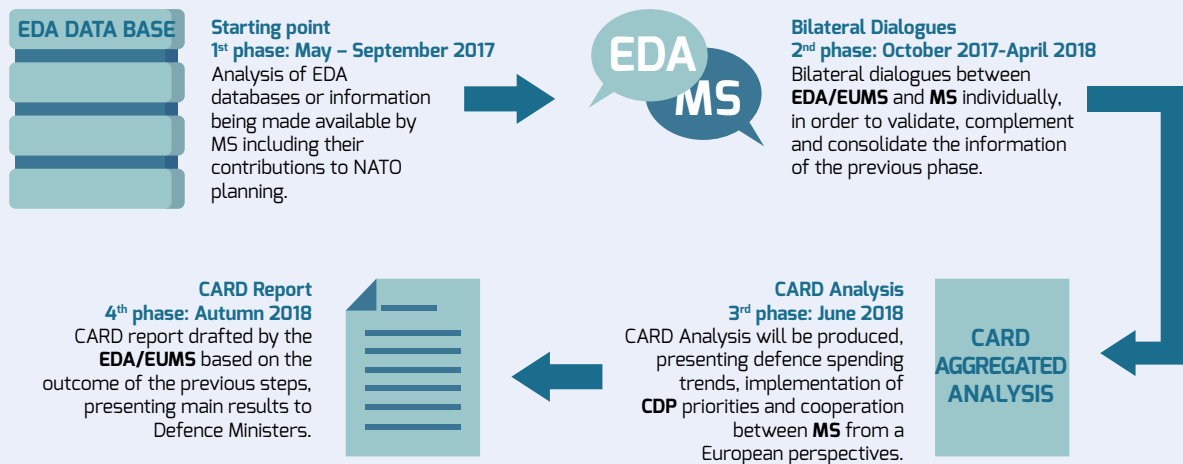 EDA DATA BASE
Starting point
1st phase: May – September 2017
Analysis of EDA
databases or information
being made available by
MS including their
contributions to NATO
planning.
EDA
MS
Bilateral Dialogues
2nd phase: October 2017-April 2018
Bilateral dialogues between
EDA/EUMS and MS individually,
in order to validate, complement
and consolidate the information
of the previous phase.
CARD
AGGREGATED
ANALYSIS
CARD Analysis
3rd phase: June 2018
CARD Analysis will be produced,
presenting defence spending
trends, implementation of
CDP priorities and cooperation
between MS from a
European perspectives.
CARD Report
4th phase: Autumn 2018
CARD report drafted by the
EDA/EUMS based on the
outcome of the previous steps,
presenting main results to
Defence Ministers.